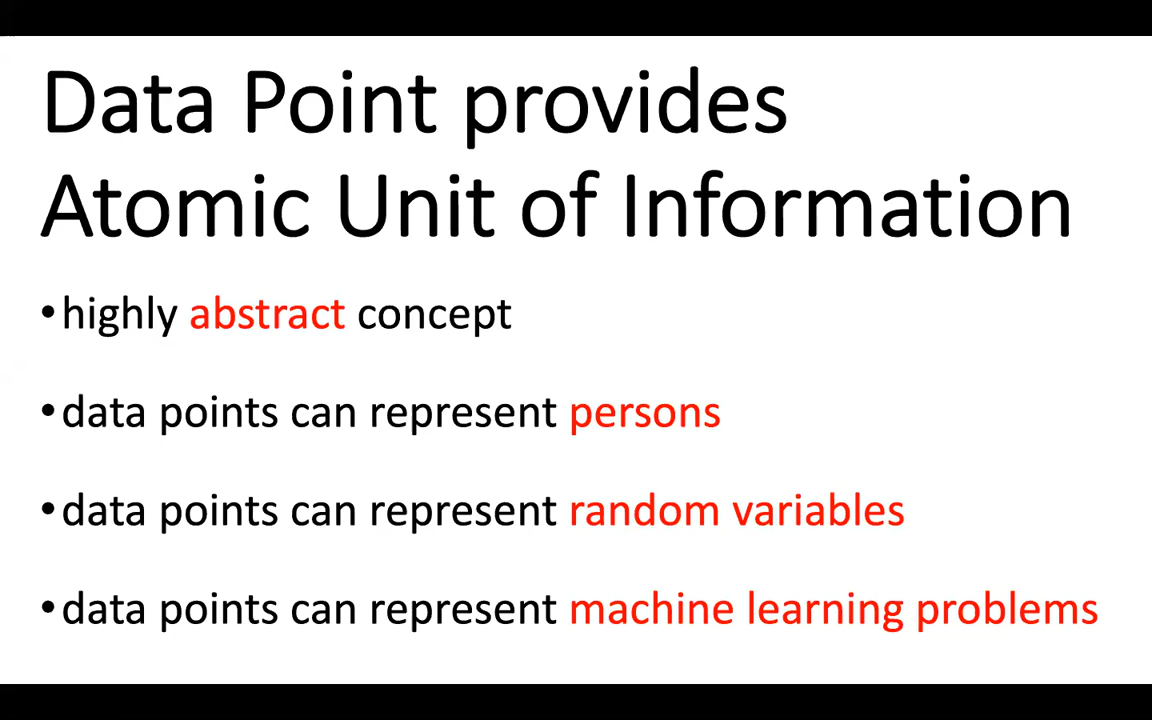 Data Point provides
Atomic Unit of Information
•highly abstract concept
•data points can represent persons
•data points can represent random variables
•data points can represent machine learning problems